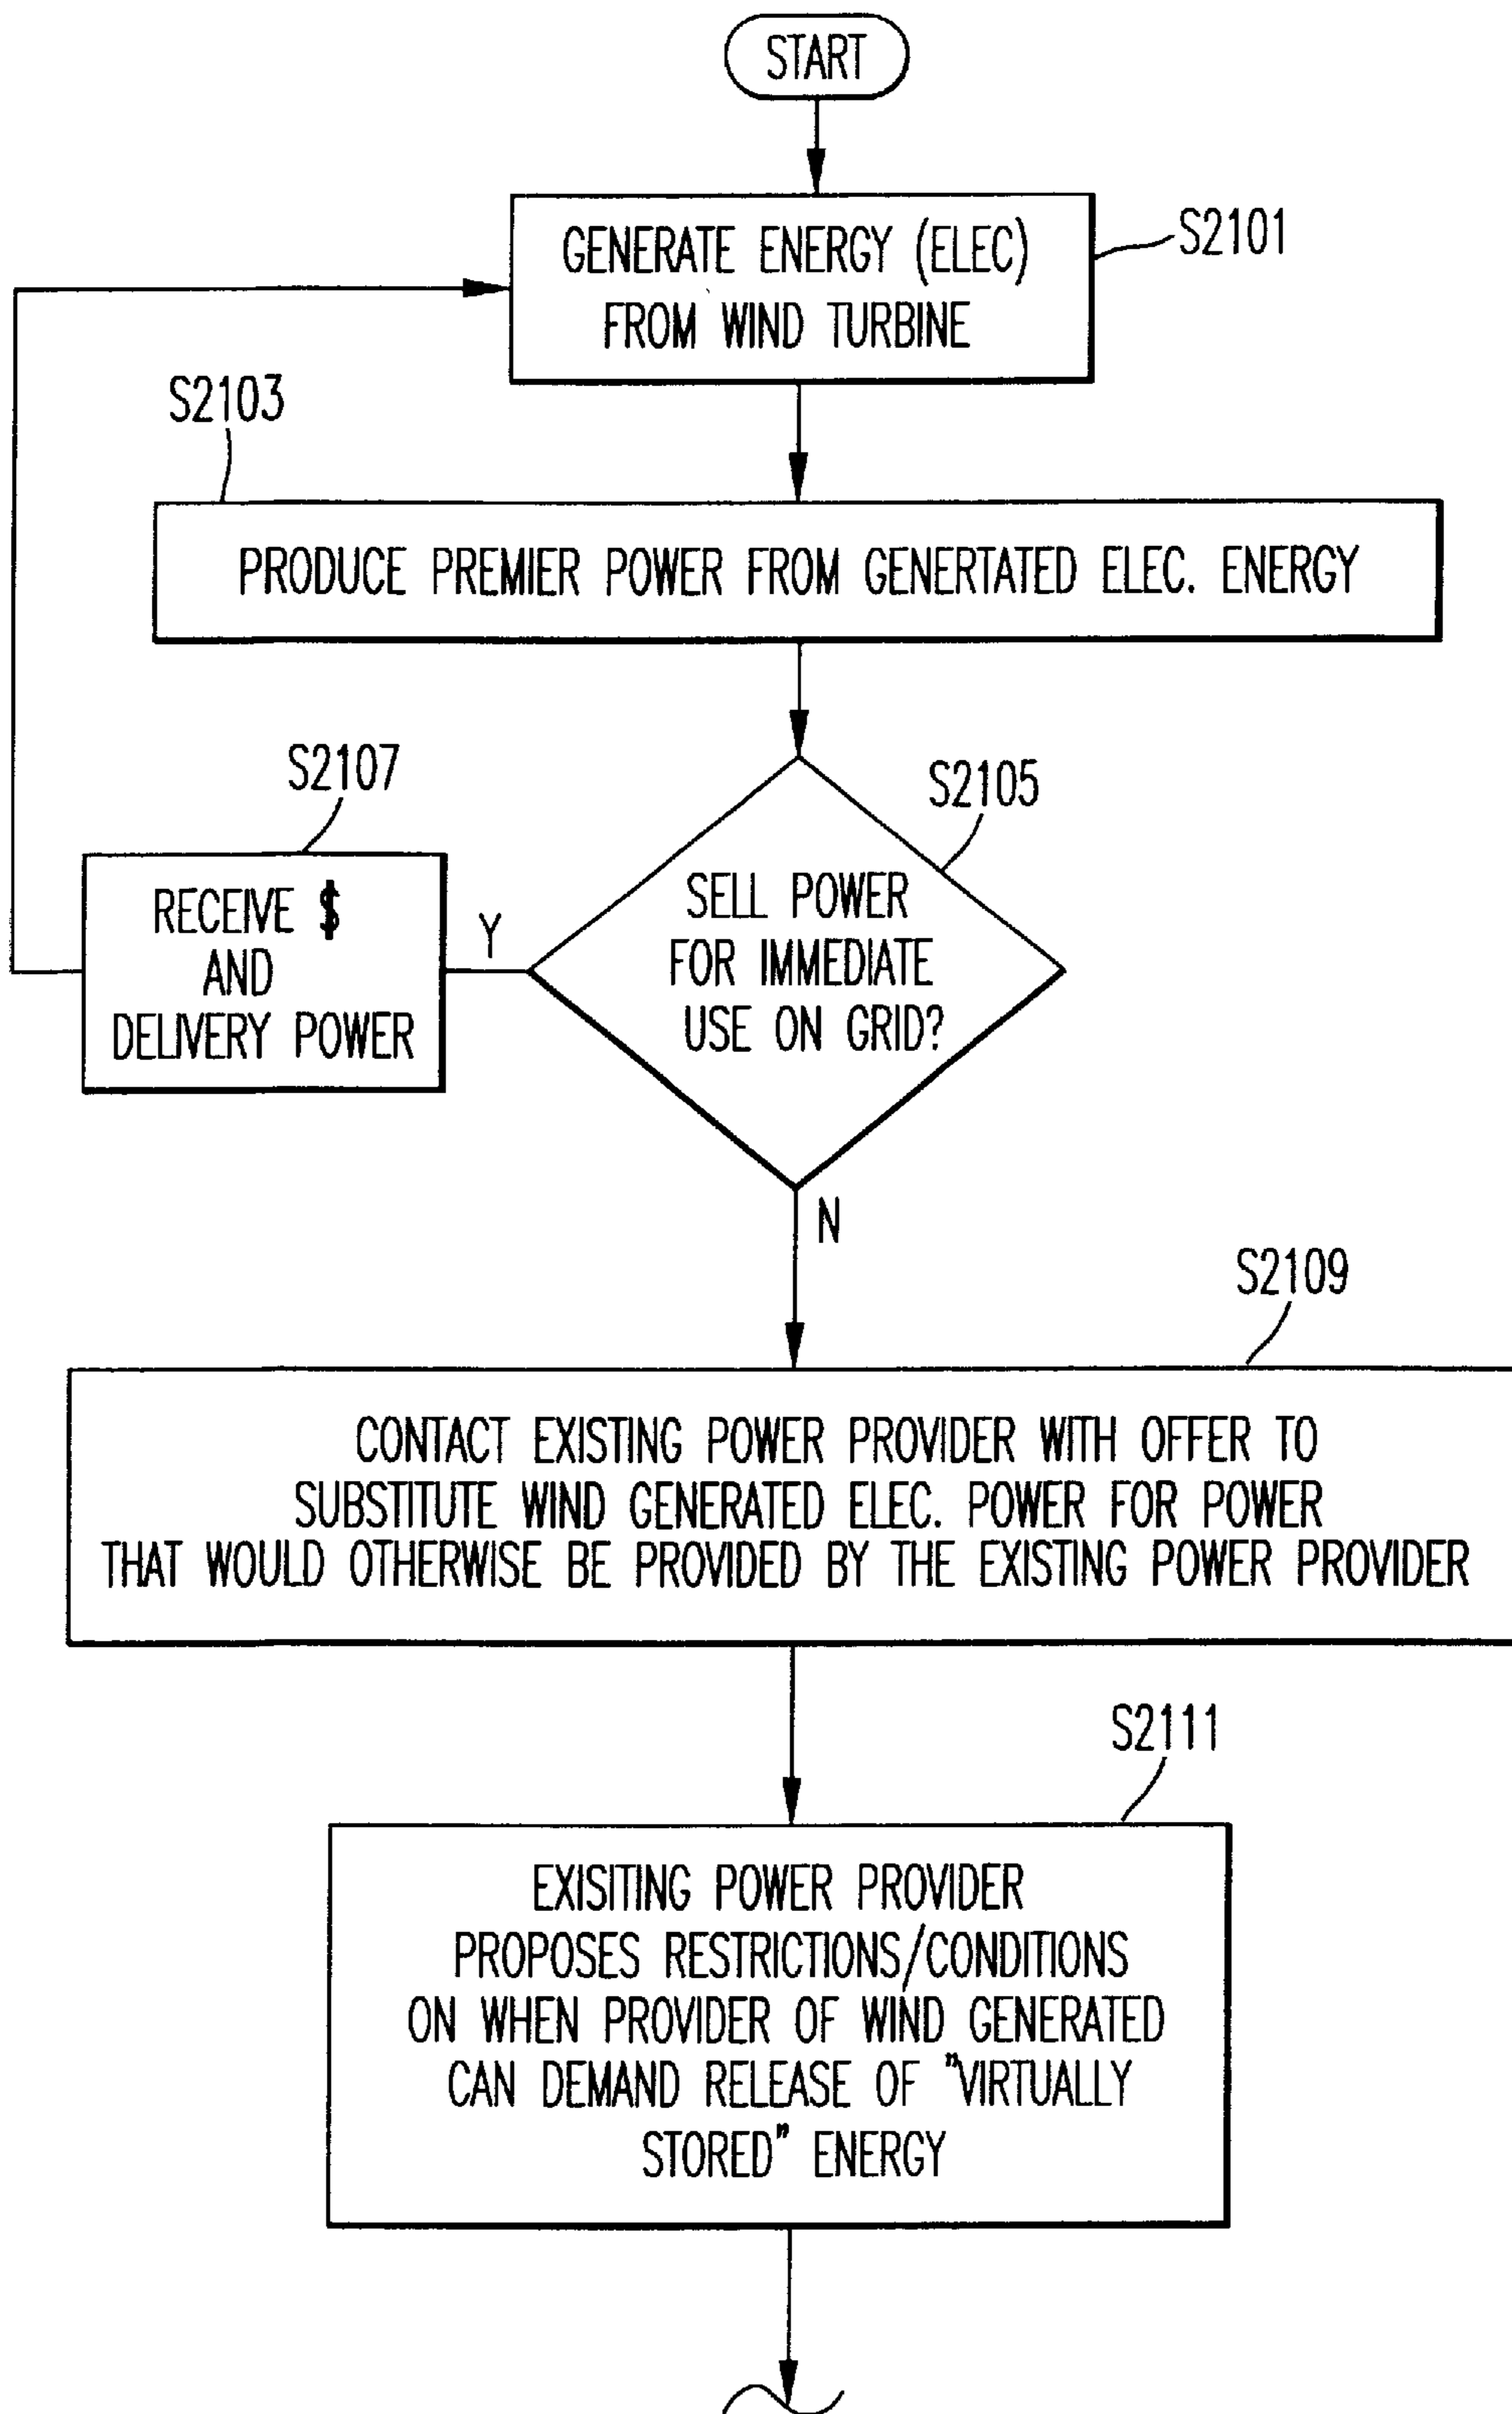 START
GENERATE ENERGY (ELEC)
FROM WIND TURBINE
S2101
S2103
PRODUCE PREMIER POWER FROM GENERTATED ELEC. ENERGY
S2107
S2105
RECEIVE $
AND
DELIVERY POWER
Y
SELL POWER
FOR IMMEDIATE
USE ON GRID?
N
S2109
CONTACT EXISTING POWER PROVIDER WITH OFFER TO
SUBSTITUTE WIND GENERATED ELEC. POWER FOR POWER
THAT WOULD OTHERWISE BE PROVIDED BY THE EXISTING POWER PROVIDER
S2111
EXISITING POWER PROVIDER
PROPOSES RESTRICTIONS/CONDITIONS
ON WHEN PROVIDER OF WIND GENERATED
CAN DEMAND RELEASE OF "VIRTUALLY
STORED" ENERGY